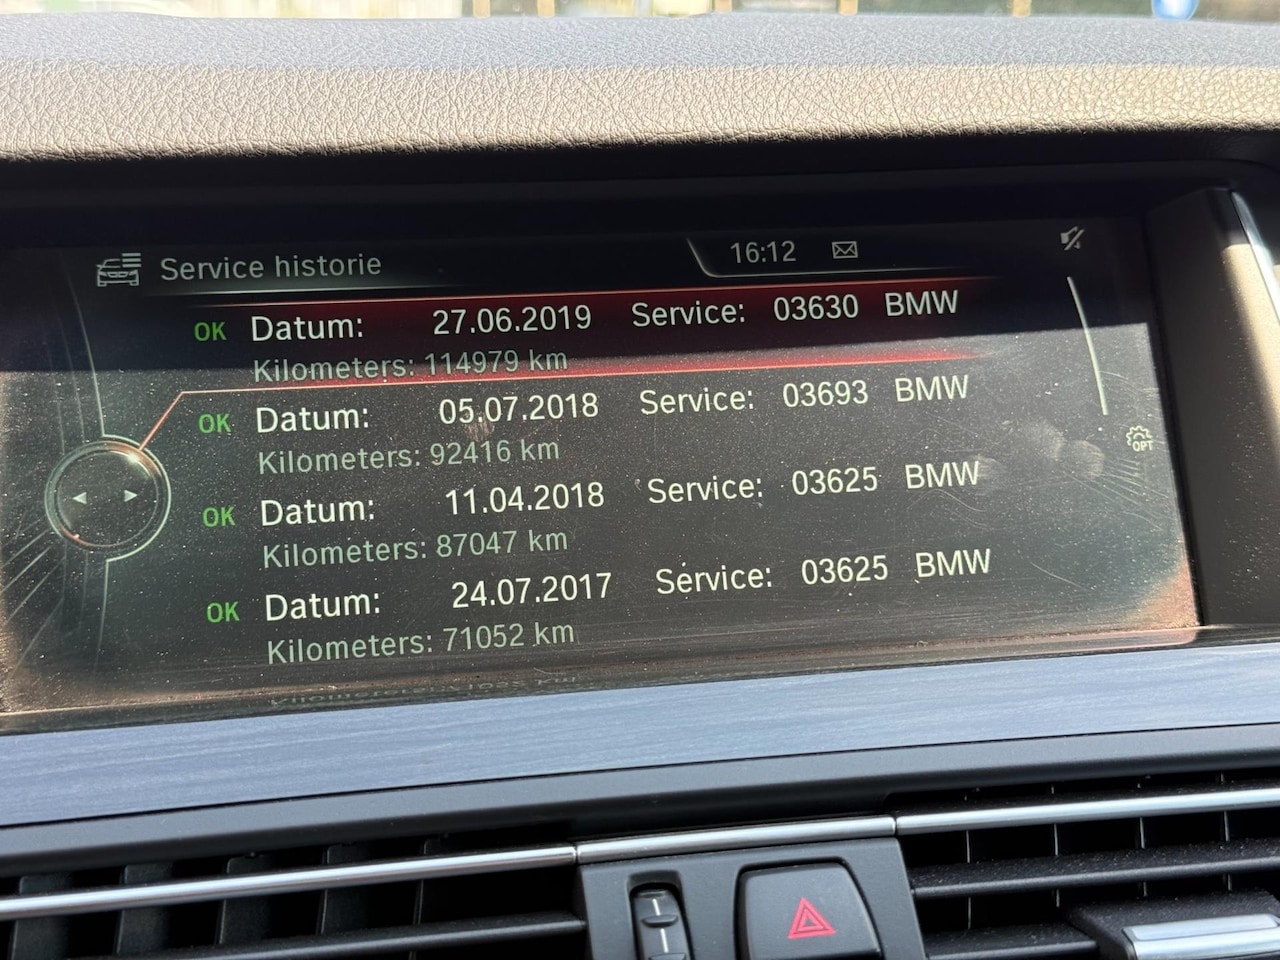 Service historie
16:12
OK Datum: 27.06.2019 Service: 03630 BMW
Kilometers: 114979 km
OK Datum: 05.07.2018 Service: 03693 BMW
Kilometers: 92416 km
OPT
OK Datum: 11.04.2018 Service: 03625 BMW
Kilometers: 87047 km
OK Datum: 24.07.2017 Service: 03625 BMW
Kilometers: 71052 km